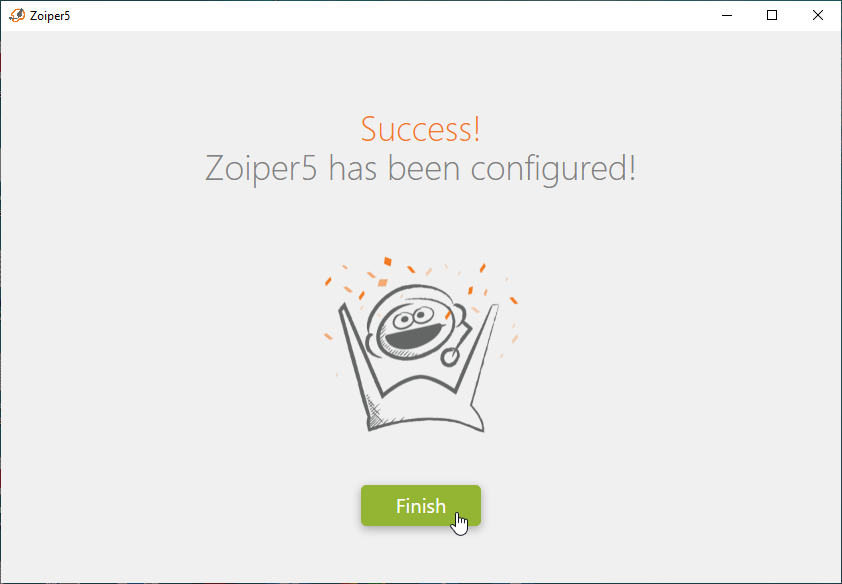 Zoiper5
Success!
Zoiper5 has been configured!
Finish